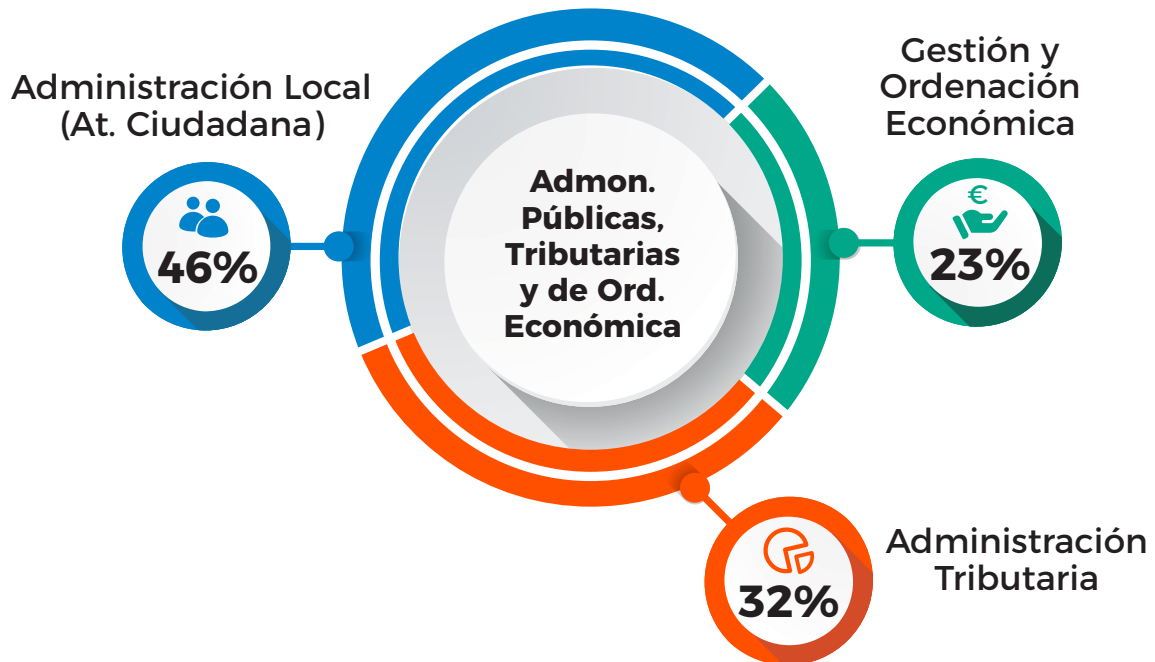 Administración Local
(At. Ciudadana)
46%
Admon.
Públicas,
Tributarias
y de Ord.
Económica
Gestión y
Ordenación
Económica
€
23%
32%
Administración
Tributaria